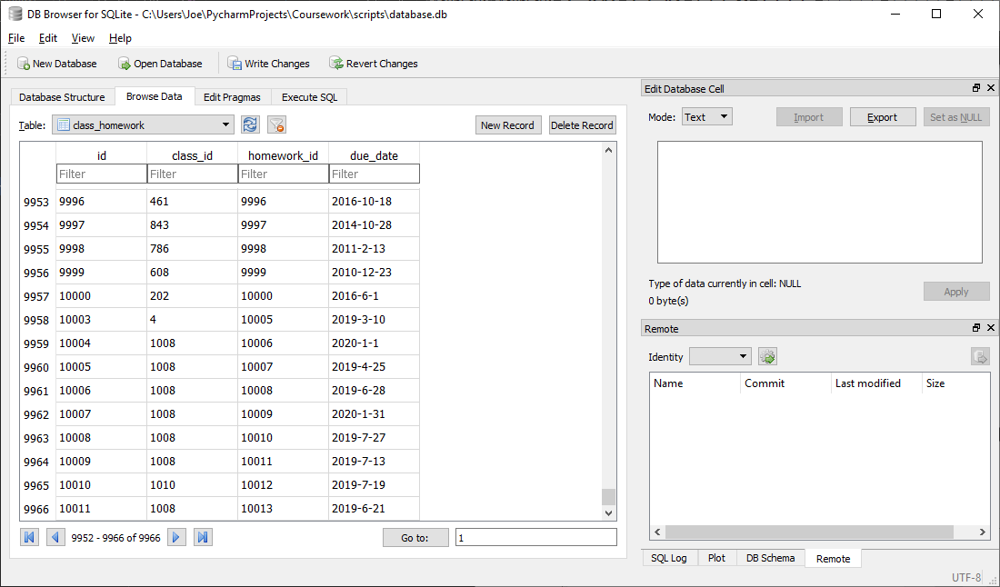 DB Browser for SQLite - C:\Users\Joe\PycharmProjects\Coursework\scripts\database.db
File Edit View Help
New Database Open Database Write Changes Revert Changes
Database Structure Browse Data Edit Pragmas Execute SQL
Table: class_homework New Record Delete Record
id class_id homework_id due_date
Filter Filter Filter Filter
9953 9996 461 9996 2016-10-18
9954 9997 843 9997 2014-10-28
9955 9998 786 9998 2011-2-13
9956 9999 608 9999 2010-12-23
9957 10000 202 10000 2016-6-1
9958 10003 4 10005 2019-3-10
9959 10004 1008 10006 2020-1-1
9960 10005 1008 10007 2019-4-25
9961 10006 1008 10008 2019-6-28
9962 10007 1008 10009 2020-1-31
9963 10008 1008 10010 2019-7-27
9964 10009 1008 10011 2019-7-13
9965 10010 1010 10012 2019-7-19
9966 10011 1008 10013 2019-6-21
9952 - 9966 of 9966 Go to: 1
Edit Database Cell
Mode: Text Import Export Set as NULL
Type of data currently in cell: NULL
0 byte(s)
Apply
Remote
Identity
Name Commit Last modified Size
SQL Log Plot DB Schema Remote
UTF-8